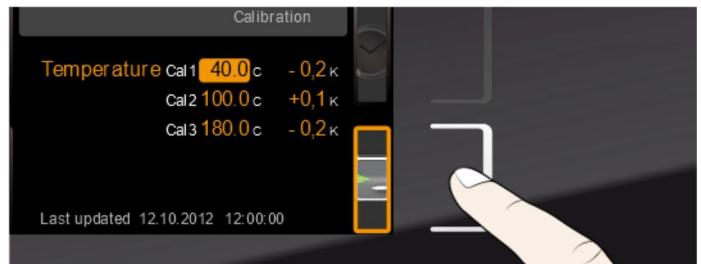 Calibration
Temperature Cal1 40.0 c - 0,2 K
Cal2 100.0 c +0,1 K
Cal3 180.0 c - 0,2 K
Last updated 12.10.2012 12:00:00